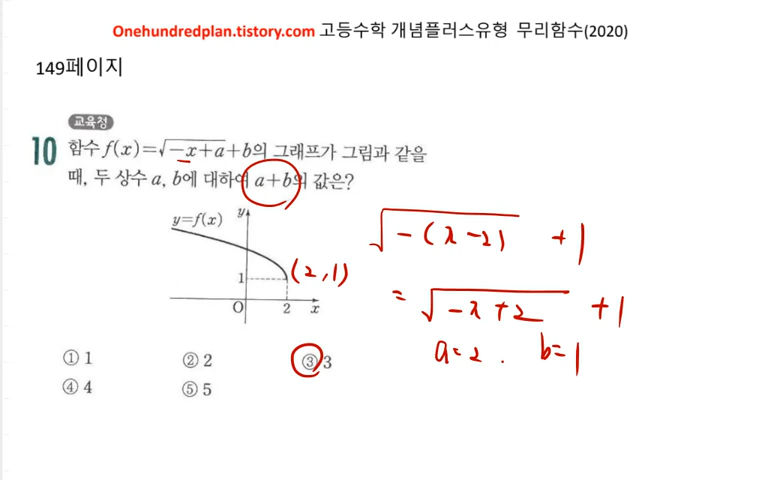 Onehundredplan.tistory.com 고등수학 개념플러스유형 무리함수(2020)
149페이지
교육청
10 함수 f(x)=√(-x+a)+b의 그래프가 그림과 같을
때, 두 상수 a, b에 대하여 a+b의 값은?
y=f(x)
y
1
O
2
x
(2,1)
√(-(x-2)) +1
= √(-x+2) +1
a=2. b=1
① 1
② 2
③ 3
④ 4
⑤ 5